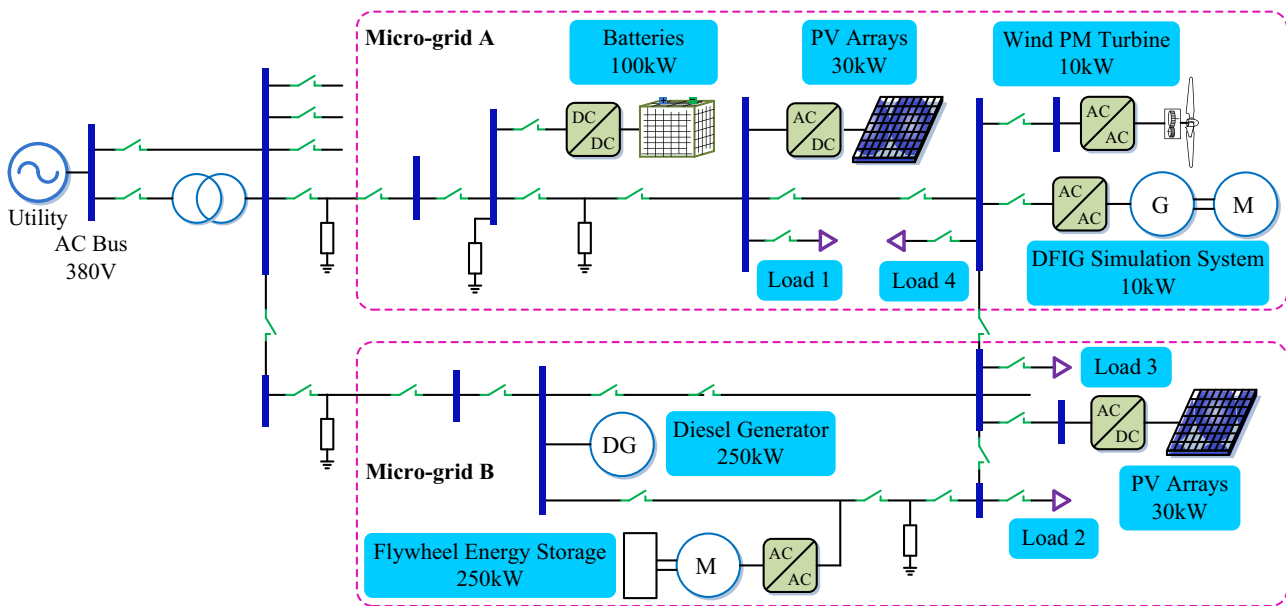 Micro-grid A
Batteries
100kW
PV Arrays
30kW
Wind PM Turbine
10kW
DC
DC
AC
DC
AC
AC
Utility
AC Bus
380V
AC
AC
G
M
DFIG Simulation System
10kW
Load 1
Load 4
Load 3
AC
DC
PV Arrays
30kW
DG
Diesel Generator
250kW
Micro-grid B
Load 2
Flywheel Energy Storage
250kW
M
AC
AC